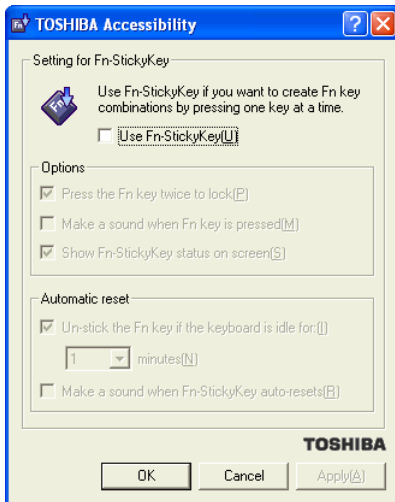 TOSHIBA Accessibility
Setting for Fn-StickyKey
Use Fn-StickyKey if you want to create Fn key
combinations by pressing one key at a time.
Use Fn-StickyKey(U)
Options
Press the Fn key twice to lock(P)
Make a sound when Fn key is pressed(M)
Show Fn-StickyKey status on screen(S)
Automatic reset
Un-stick the Fn key if the keyboard is idle for:(I)
1 minutes(N)
Make a sound when Fn-StickyKey auto-resets(R)
TOSHIBA
OK Cancel Apply(A)